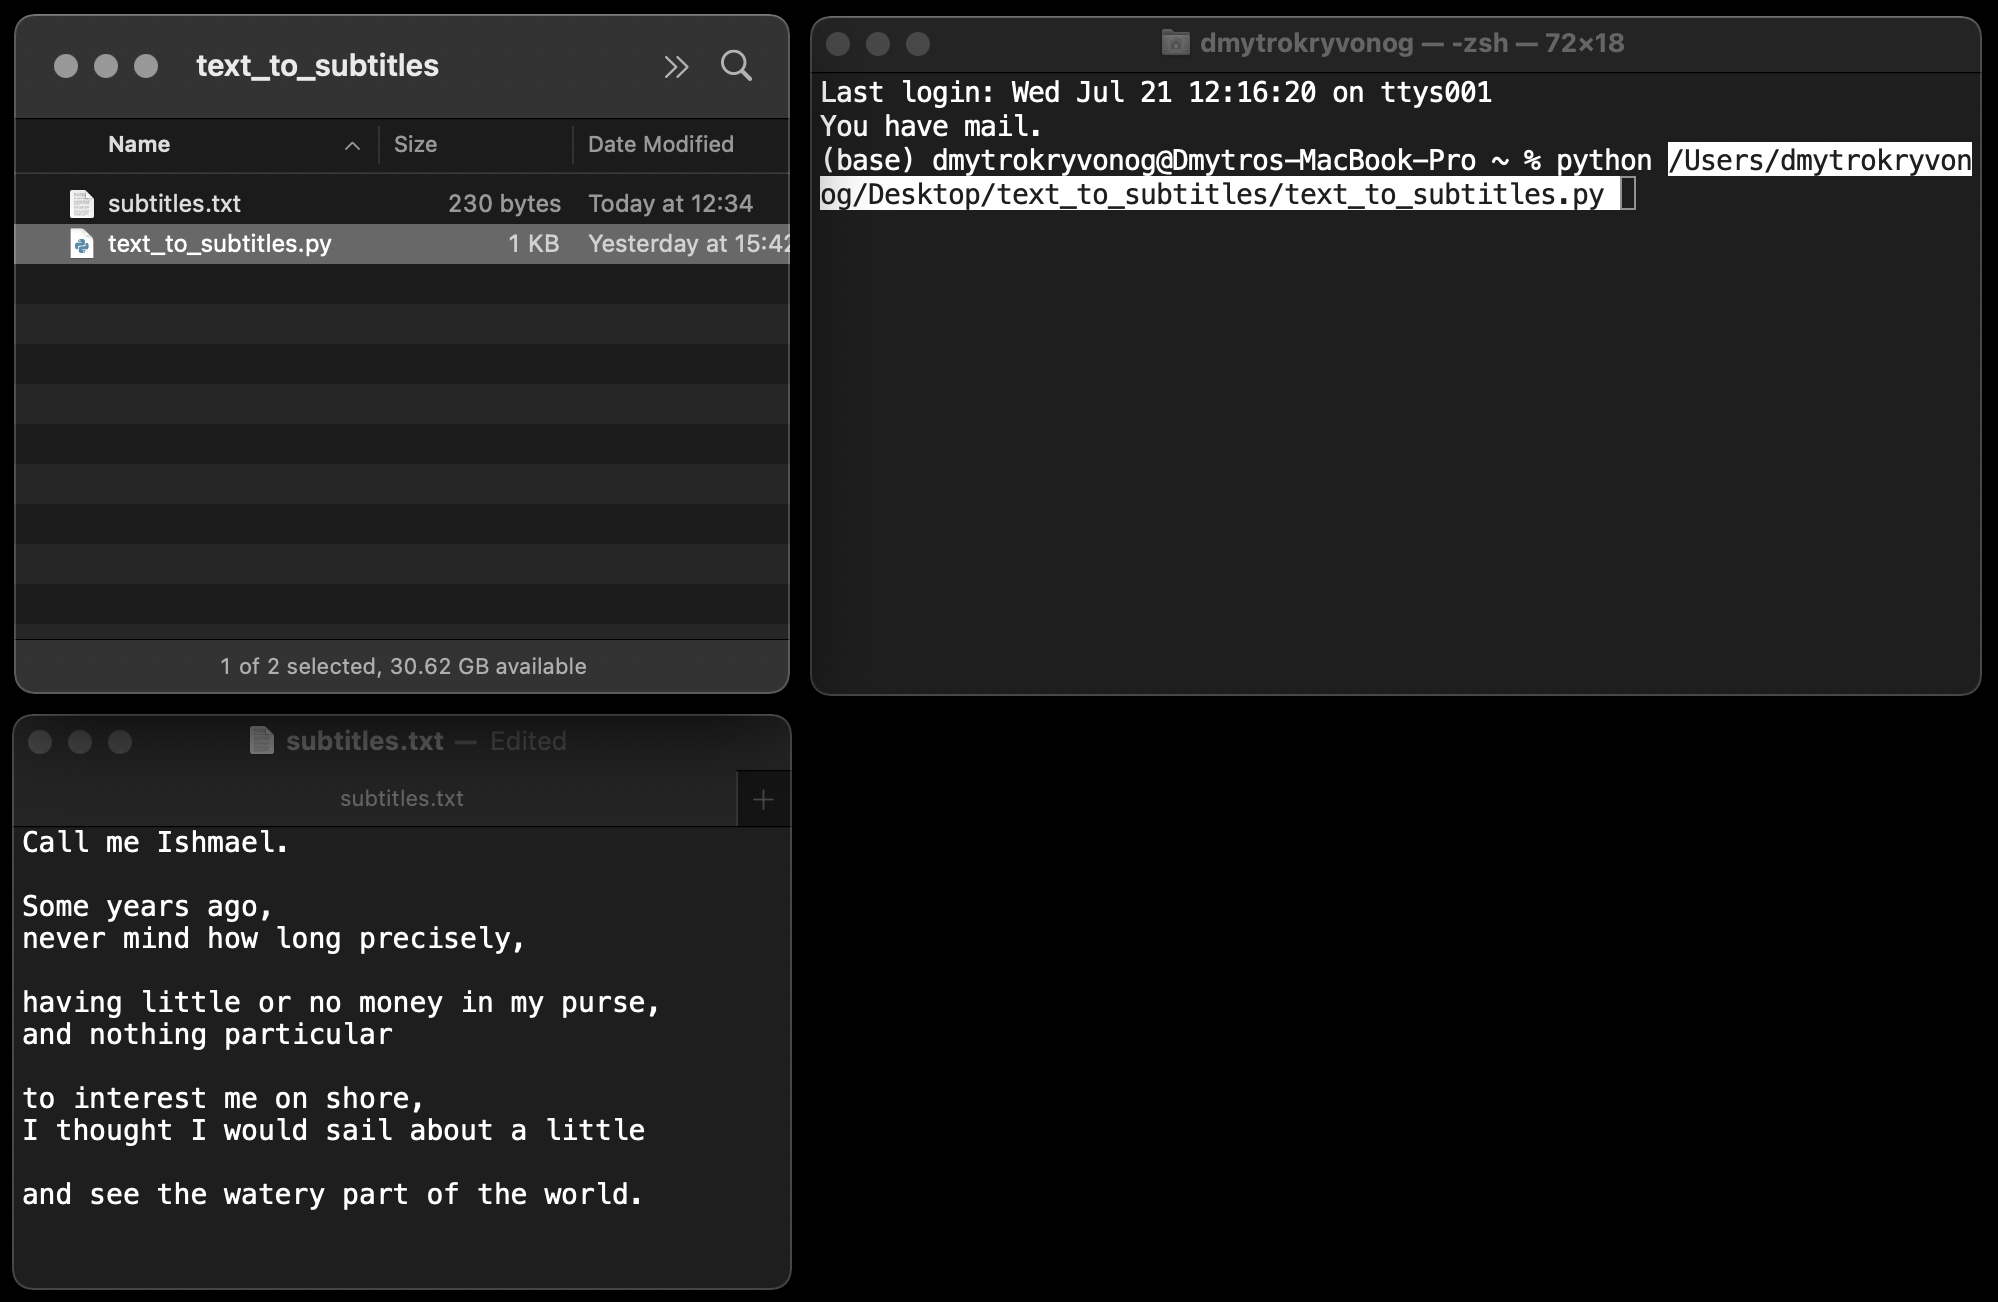 text_to_subtitles
Name Size Date Modified
subtitles.txt 230 bytes Today at 12:34
text_to_subtitles.py 1 KB Yesterday at 15:42
1 of 2 selected, 30.62 GB available
dmytrokryvonog — -zsh — 72×18
Last login: Wed Jul 21 12:16:20 on ttys001
You have mail.
(base) dmytrokryvonog@Dmytros-MacBook-Pro ~ % python /Users/dmytrokryvon
og/Desktop/text_to_subtitles/text_to_subtitles.py
subtitles.txt — Edited
subtitles.txt
Call me Ishmael.
Some years ago,
never mind how long precisely,
having little or no money in my purse,
and nothing particular
to interest me on shore,
I thought I would sail about a little
and see the watery part of the world.